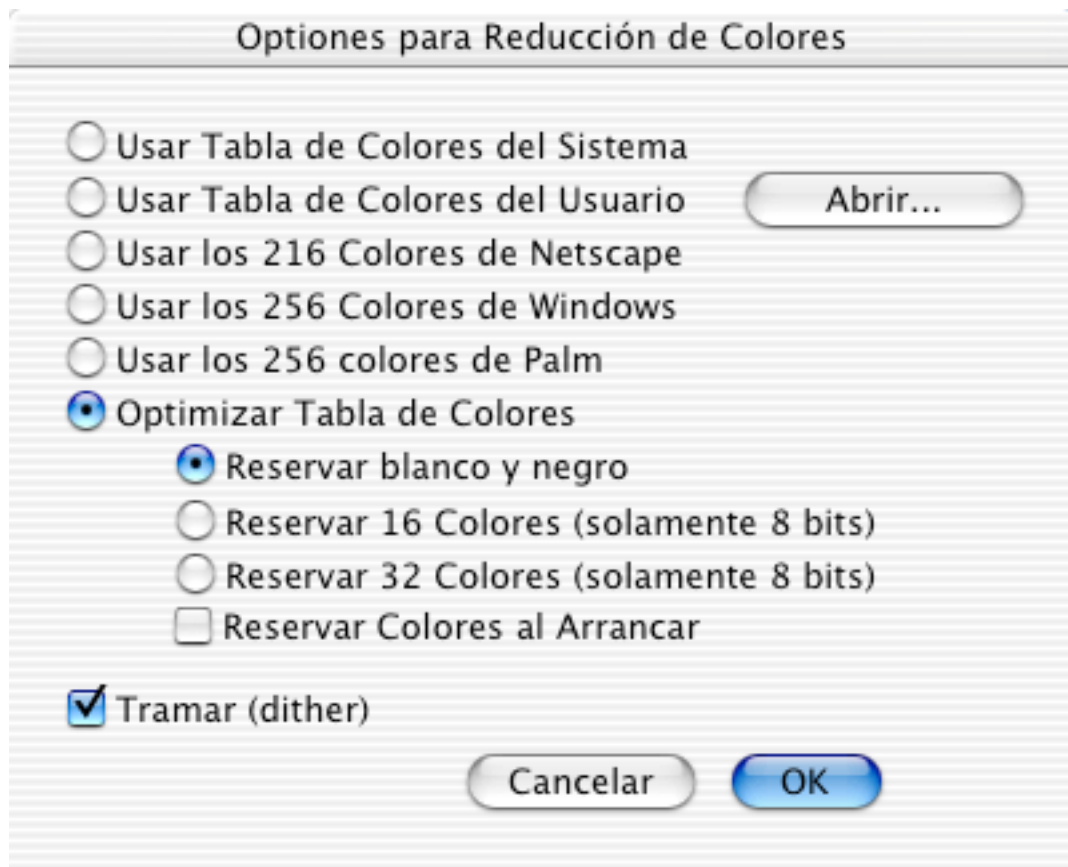 Optiones para Reducción de Colores
Usar Tabla de Colores del Sistema
Usar Tabla de Colores del Usuario Abrir...
Usar los 216 Colores de Netscape
Usar los 256 Colores de Windows
Usar los 256 colores de Palm
Optimizar Tabla de Colores
Reservar blanco y negro
Reservar 16 Colores (solamente 8 bits)
Reservar 32 Colores (solamente 8 bits)
Reservar Colores al Arrancar
Tramar (dither)
Cancelar OK